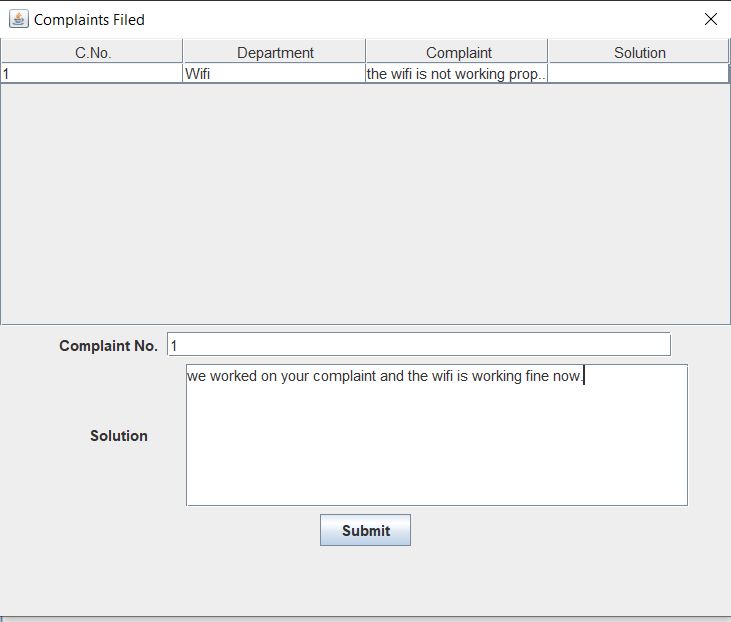 Complaints Filed
C.No. Department Complaint Solution
1 Wifi the wifi is not working prop..
Complaint No. 1
we worked on your complaint and the wifi is working fine now.
Solution
Submit